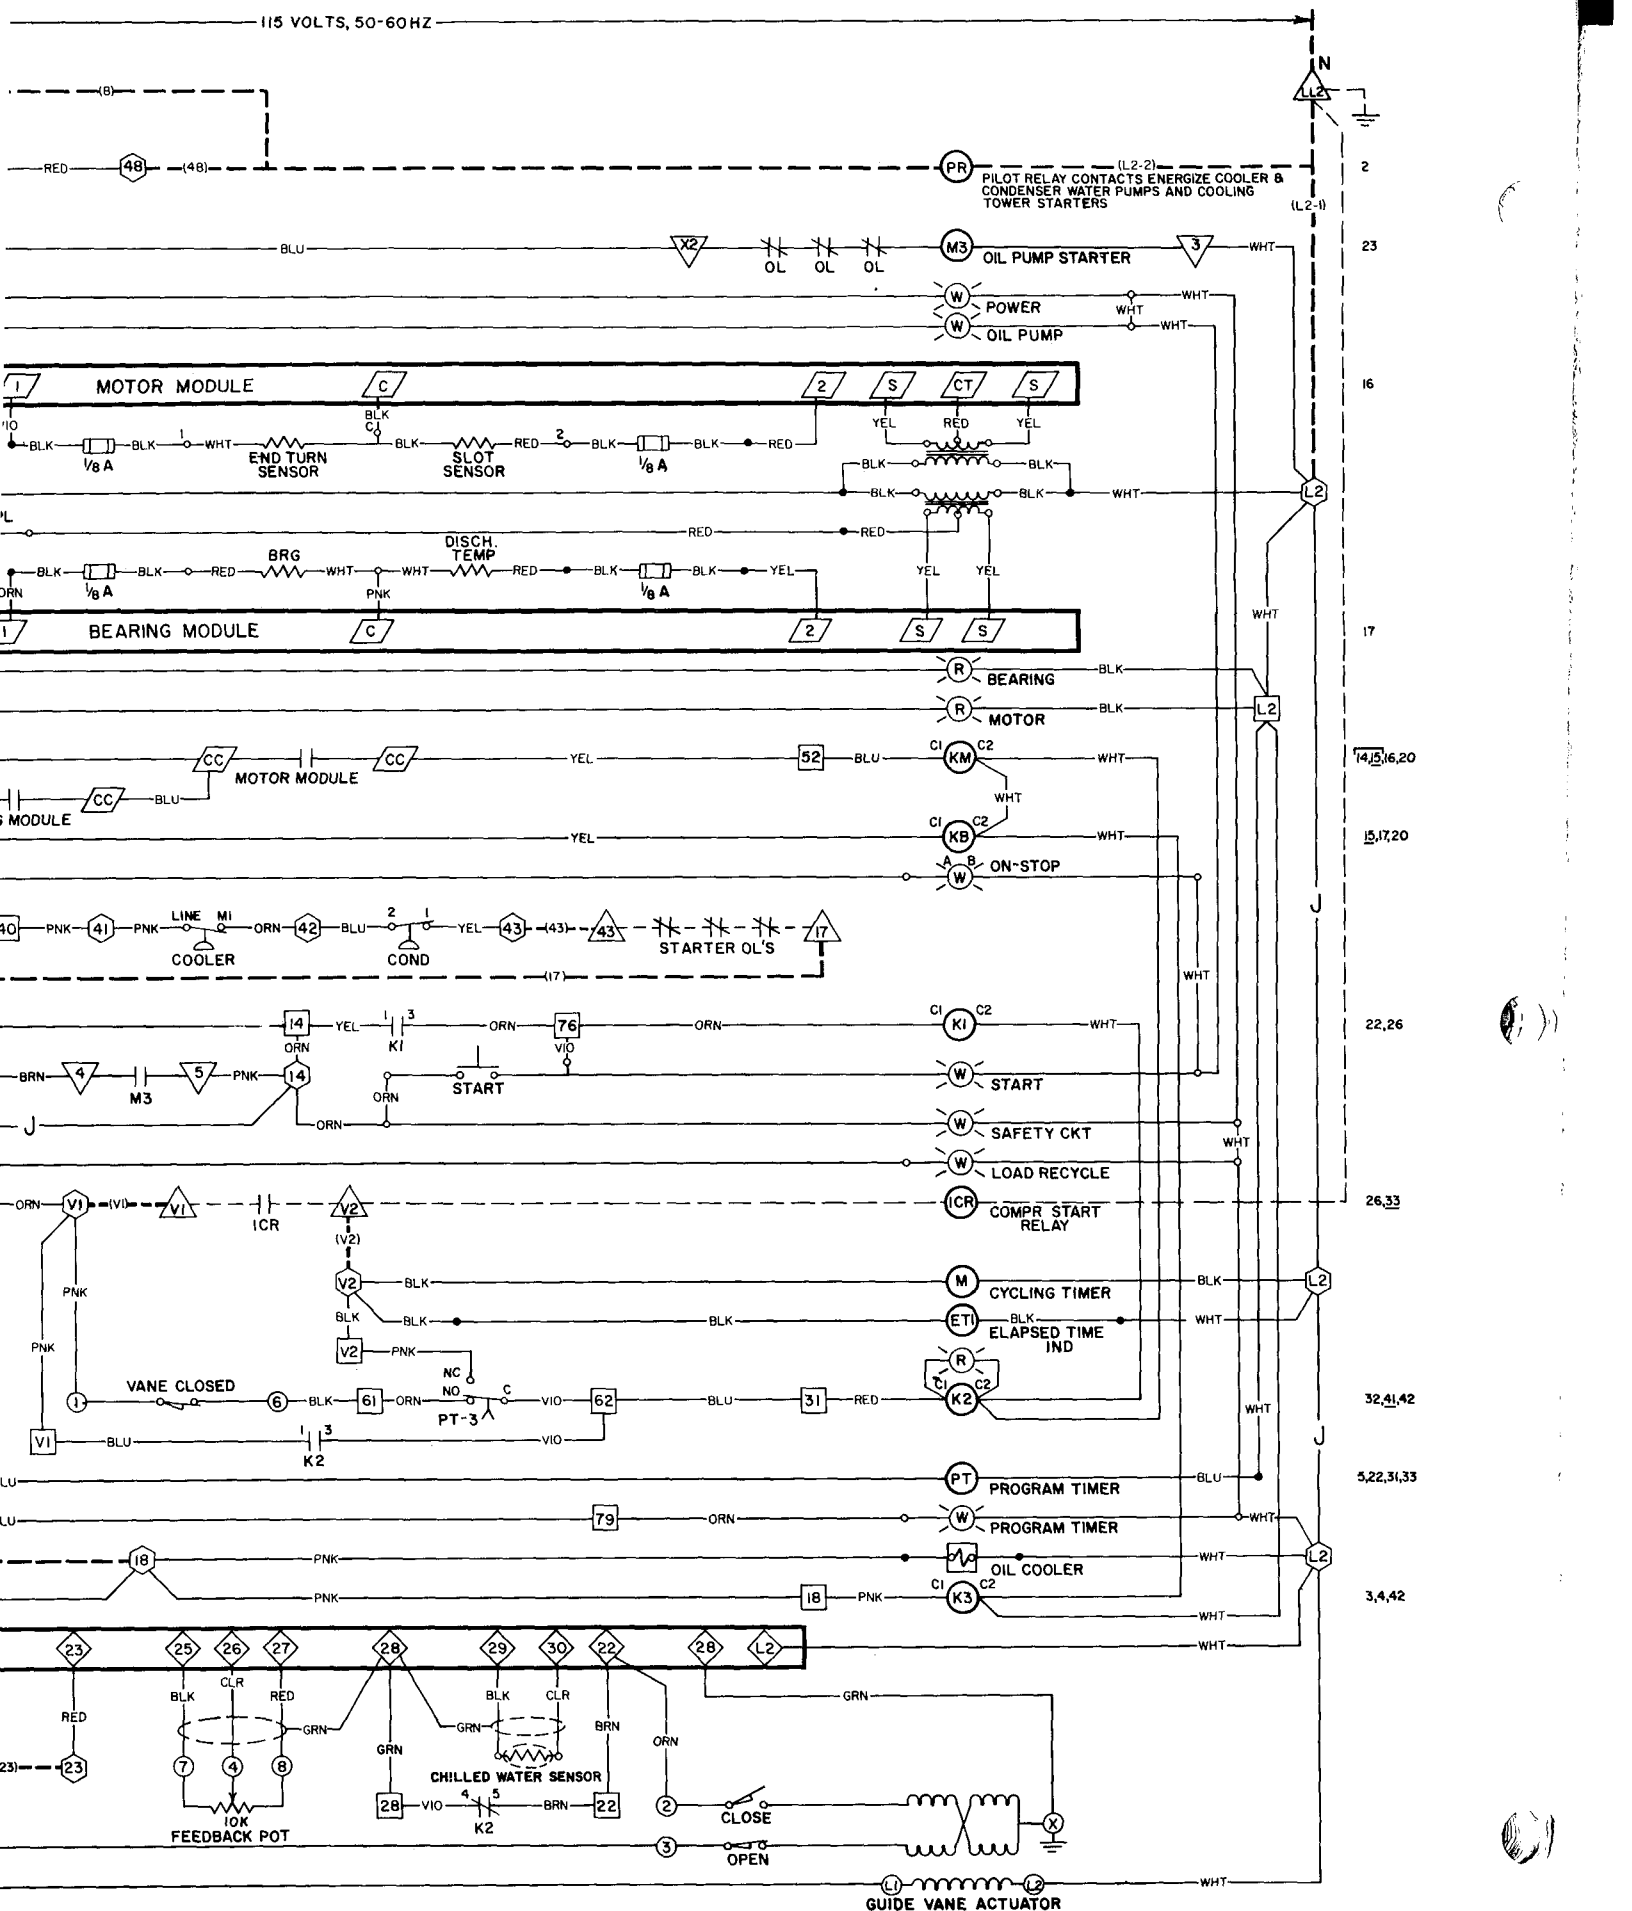 115 VOLTS, 50-60HZ
N
LL2
(8)
RED 48 (48) PR (L2-2) 2
PILOT RELAY CONTACTS ENERGIZE COOLER &
CONDENSER WATER PUMPS AND COOLING
TOWER STARTERS
(L2-1)
BLU X2 OL OL OL M3 OIL PUMP STARTER 3 WHT 23
W POWER WHT
WHT
W OIL PUMP WHT
1 MOTOR MODULE C 2 S CT S 16
BLK YEL RED YEL
C
BLK BLK 1 WHT BLK RED 2 BLK BLK RED
1/8 A END TURN SENSOR SLOT SENSOR 1/8 A
BLK BLK
BLK BLK WHT L2
RED RED
BRG DISCH. TEMP
BLK BLK RED WHT WHT RED BLK BLK YEL YEL YEL
ORN 1/8 A PNK 1/8 A
WHT
1 BEARING MODULE C 2 S S 17
R BEARING BLK
R MOTOR BLK L2
CC CC YEL 52 BLU C1 KM C2 WHT 14,15,16,20
MOTOR MODULE
CC BLU WHT
MODULE
YEL C1 KB C2 WHT 15,17,20
A W B ON-STOP
J
40 PNK 41 PNK LINE M1 ORN 42 BLU 2 1 YEL 43 (43) 43 17
COOLER COND STARTER OL'S
(17) WHT
14 YEL 1 3 ORN 76 ORN C1 K1 C2 WHT 22,26
ORN K1 VIO
BRN 4 M3 5 PNK 14 START W START
ORN
J ORN W SAFETY CKT
WHT
W LOAD RECYCLE
ORN V1 (V1) V1 1CR V2 1CR COMPR START RELAY 26,33
(V2)
PNK V2 BLK M CYCLING TIMER BLK L2
BLK BLK BLK ETI BLK WHT
ELAPSED TIME IND
PNK V2 PNK R
NC
1 VANE CLOSED 6 BLK 61 ORN NO C VIO 62 BLU 31 RED C1 K2 C2 32,41,42
PT-3 WHT
V1 BLU 1 3 VIO J
K2
LU PT PROGRAM TIMER BLU 5,22,31,33
LU 79 ORN W PROGRAM TIMER WHT
18 PNK OIL COOLER WHT L2
PNK 18 PNK C1 K3 C2 3,4,42
WHT
23 25 26 27 28 29 30 22 28 L2 WHT
BLK CLR RED BLK CLR GRN
RED GRN GRN BRN
GRN ORN
23) 23 7 4 8
CHILLED WATER SENSOR
28 VIO 4 5 BRN 22 2 CLOSE
K2
10K
FEEDBACK POT
X
3 OPEN
L1 L2 WHT
GUIDE VANE ACTUATOR